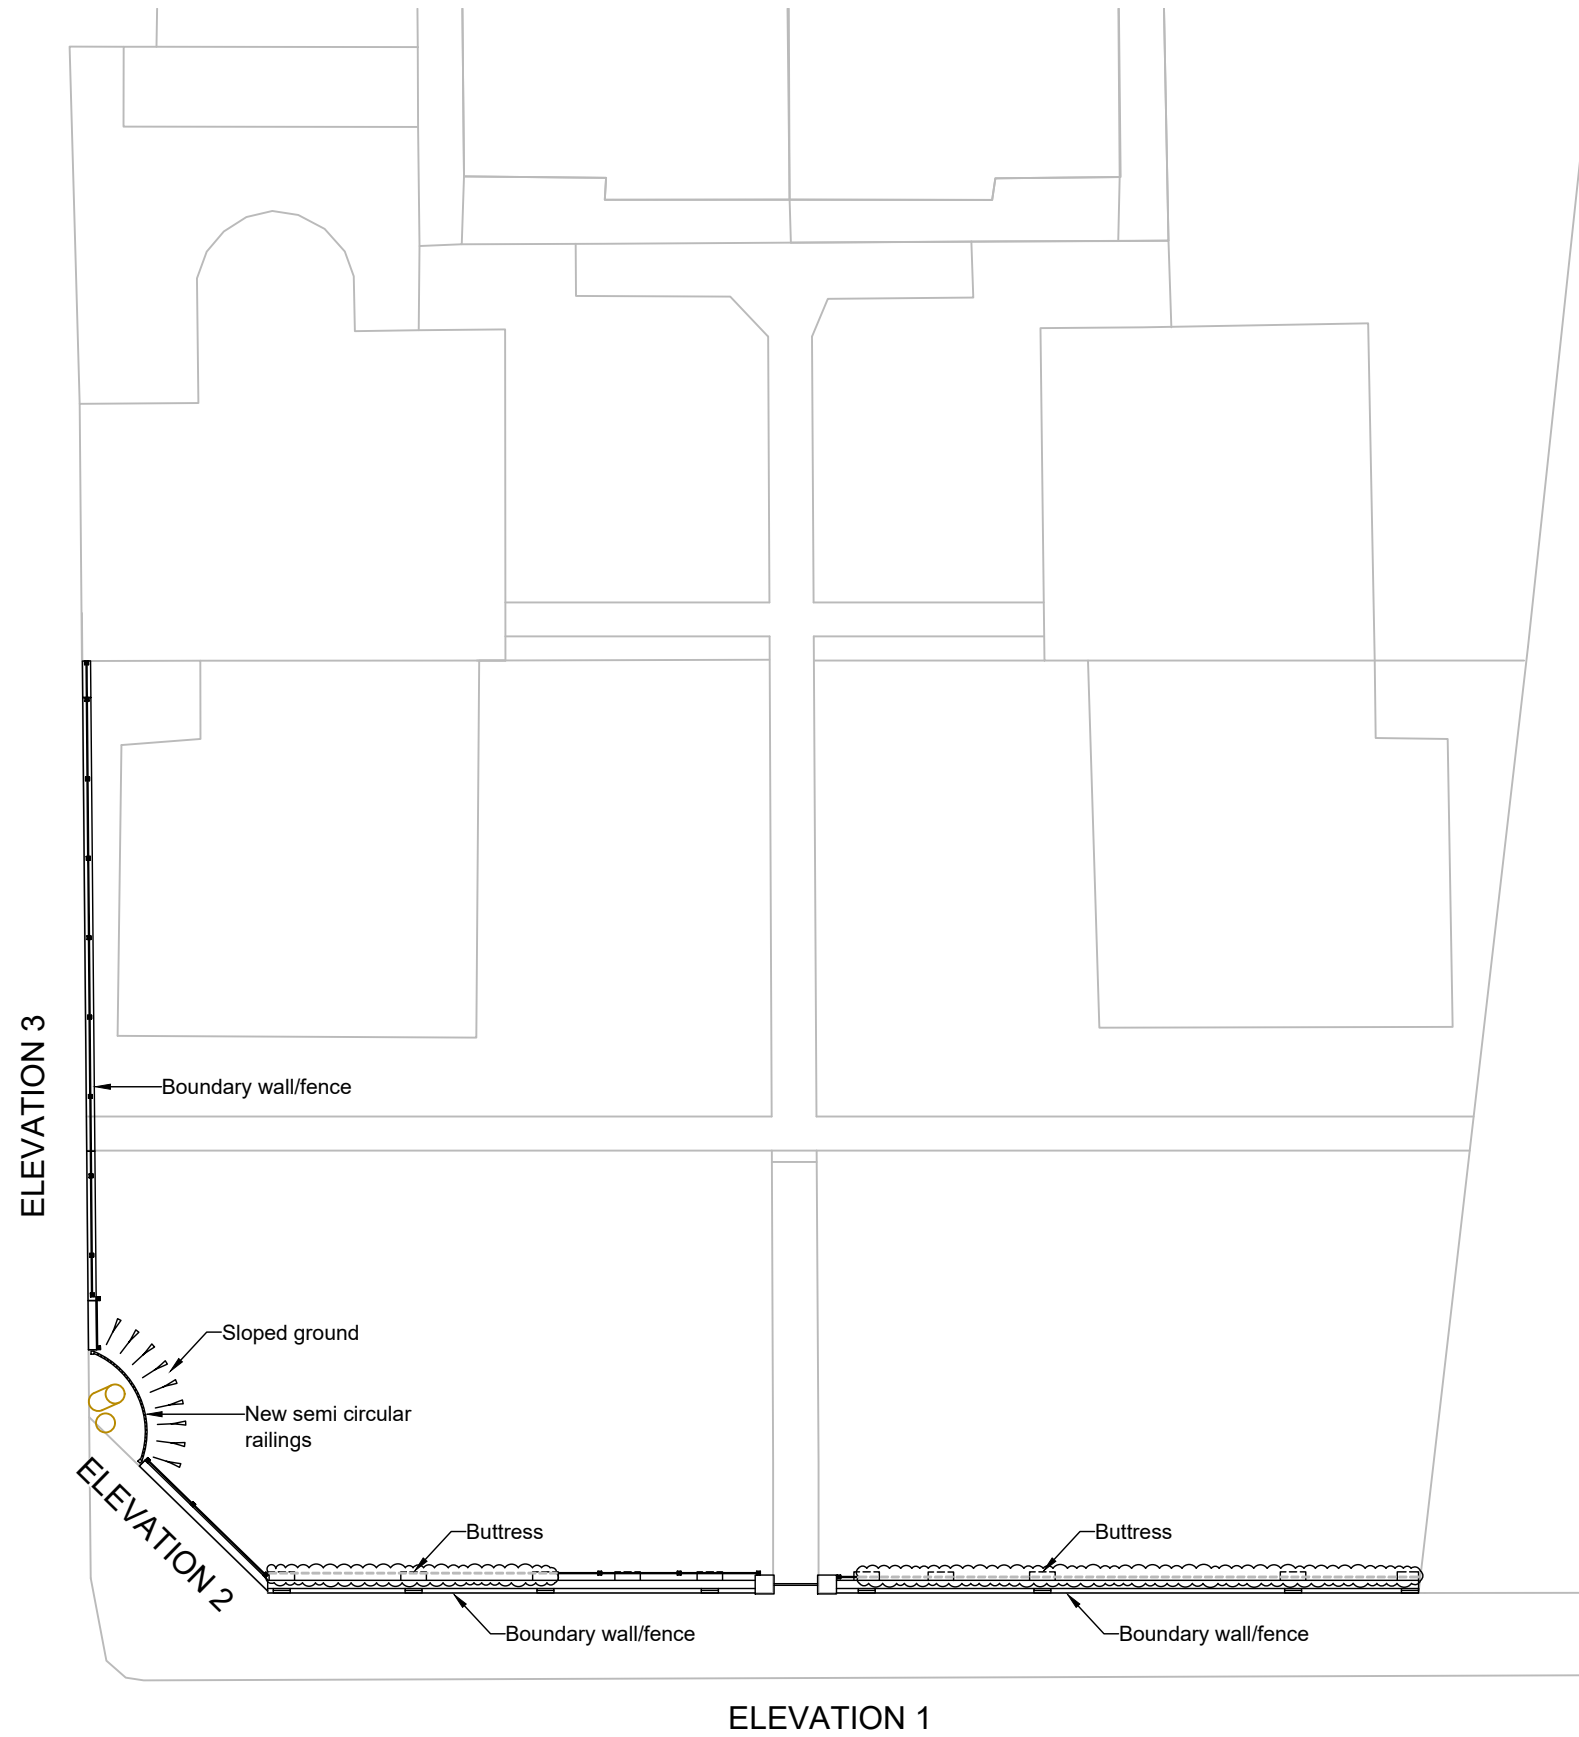 ELEVATION 3
Boundary wall/fence
Sloped ground
New semi circular
railings
ELEVATION 2
Buttress
Buttress
Boundary wall/fence
Boundary wall/fence
ELEVATION 1